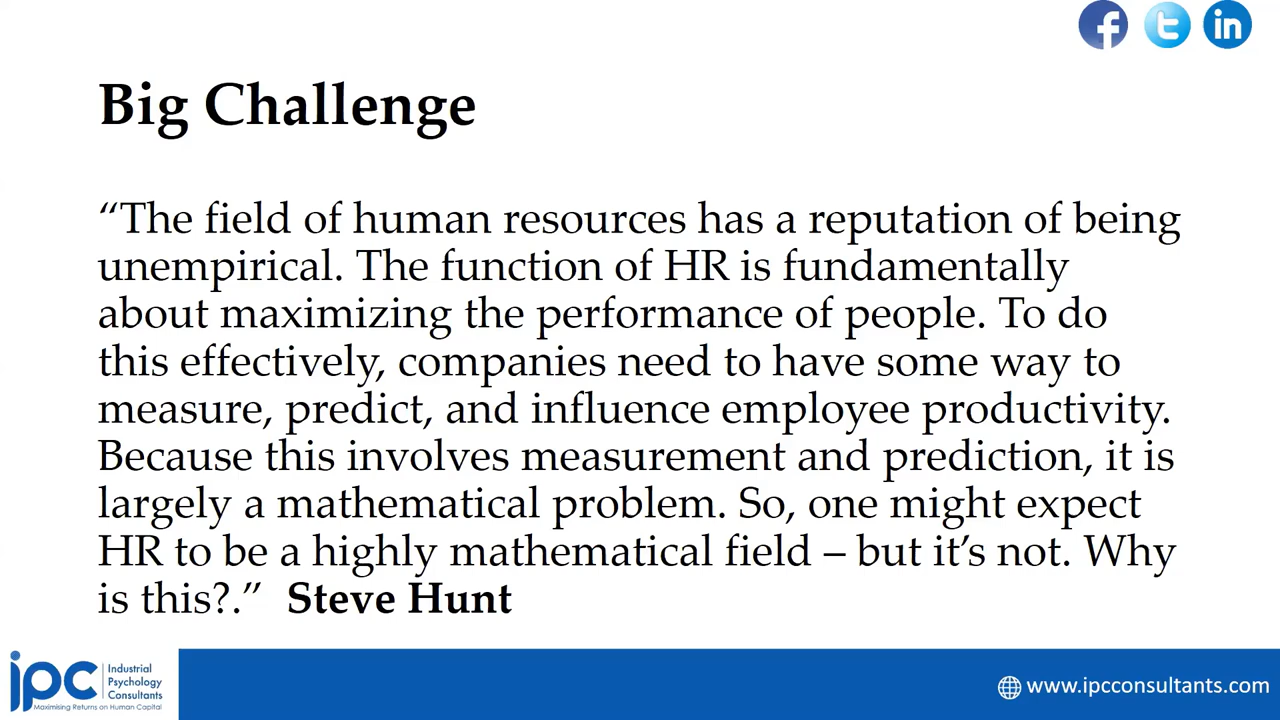 Big Challenge
“The field of human resources has a reputation of being
unempirical. The function of HR is fundamentally
about maximizing the performance of people. To do
this effectively, companies need to have some way to
measure, predict, and influence employee productivity.
Because this involves measurement and prediction, it is
largely a mathematical problem. So, one might expect
HR to be a highly mathematical field – but it’s not. Why
is this?.” Steve Hunt
ipc
Industrial
Psychology
Consultants
Maximising Returns on Human Capital
www.ipcconsultants.com